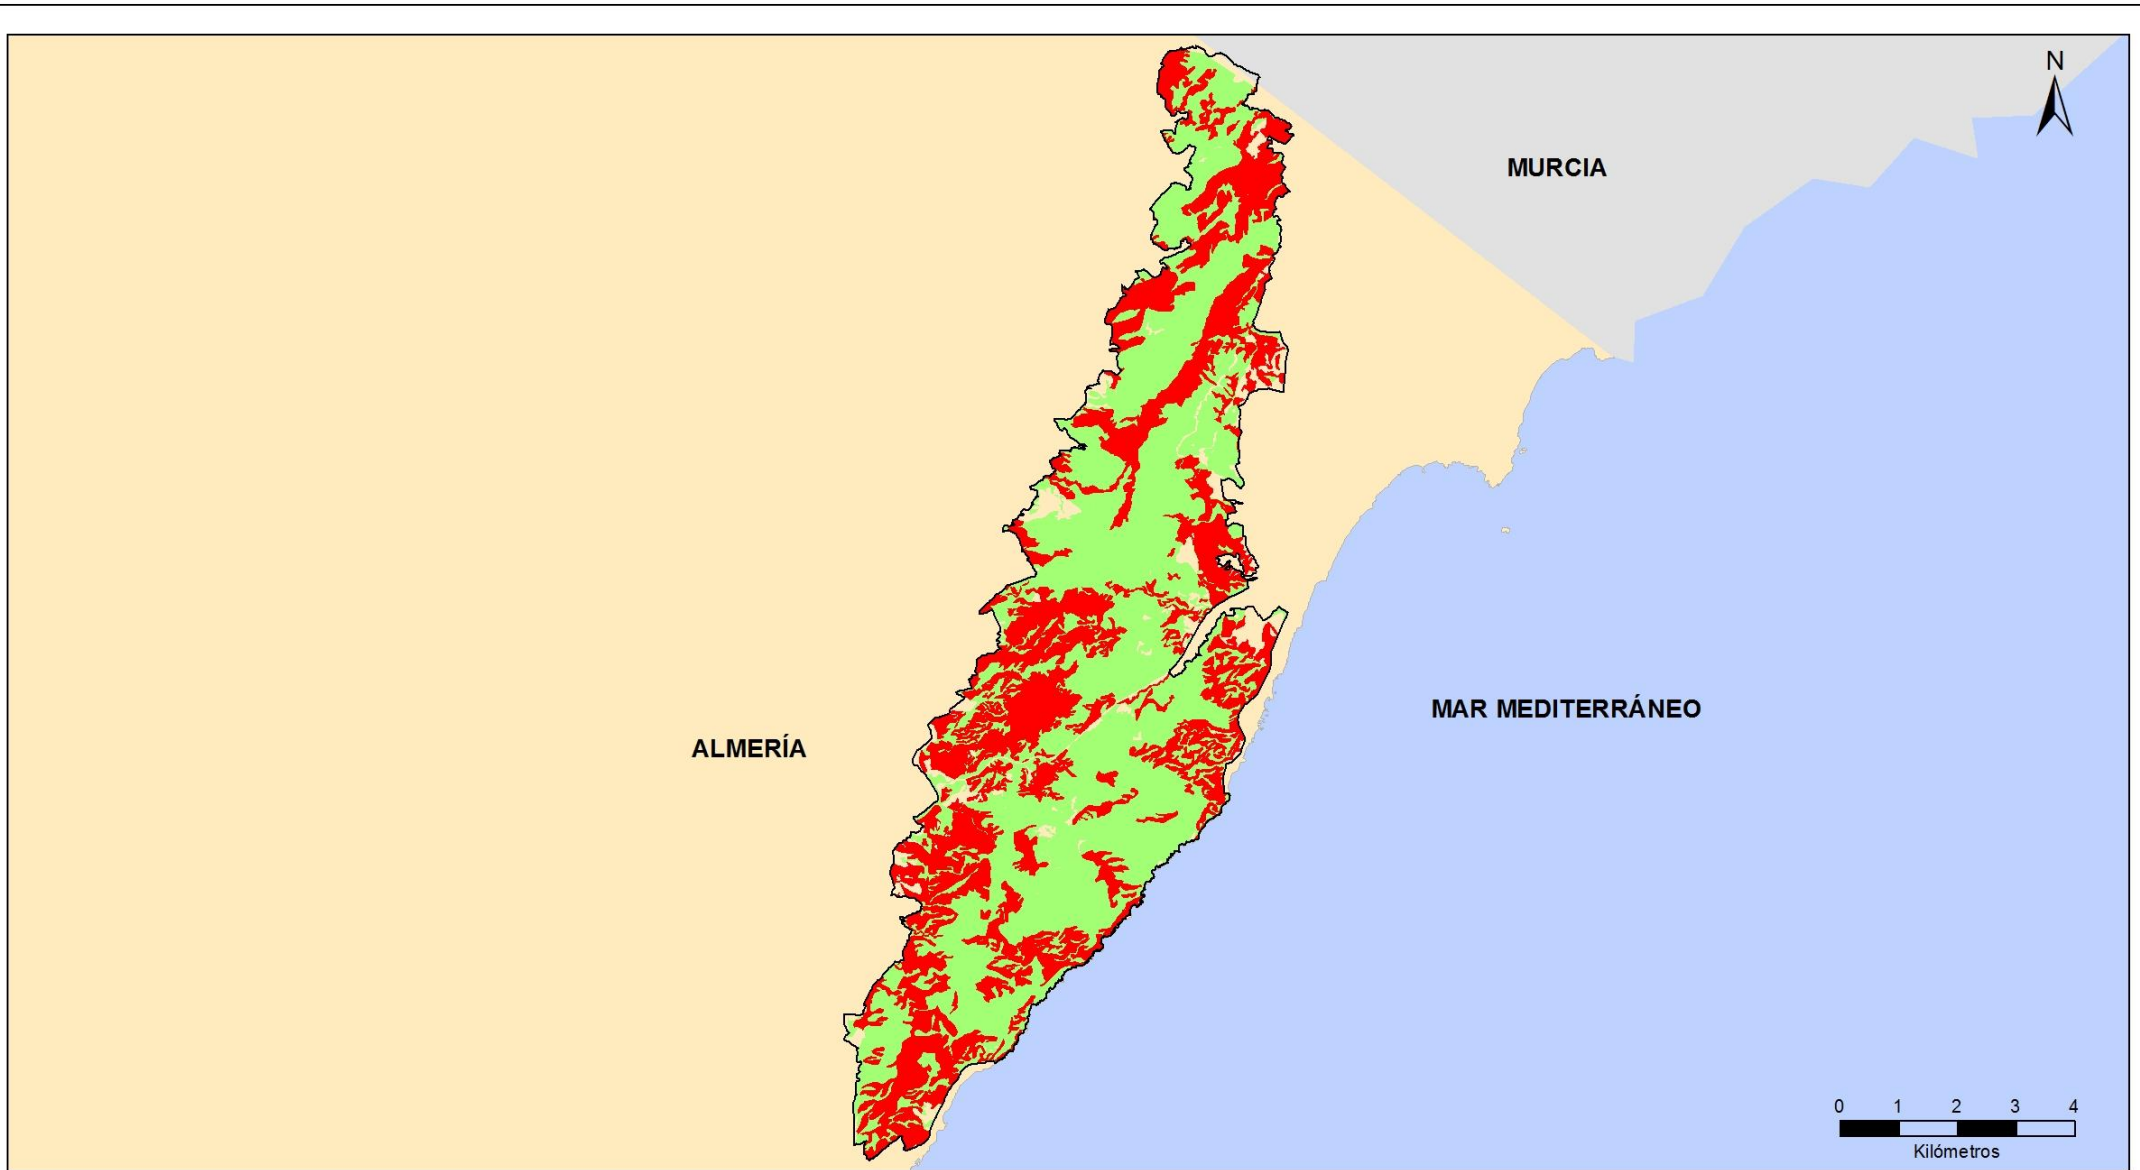 N
MURCIA
MAR MEDITERRÁNEO
ALMERÍA
0 1 2 3 4
Kilómetros